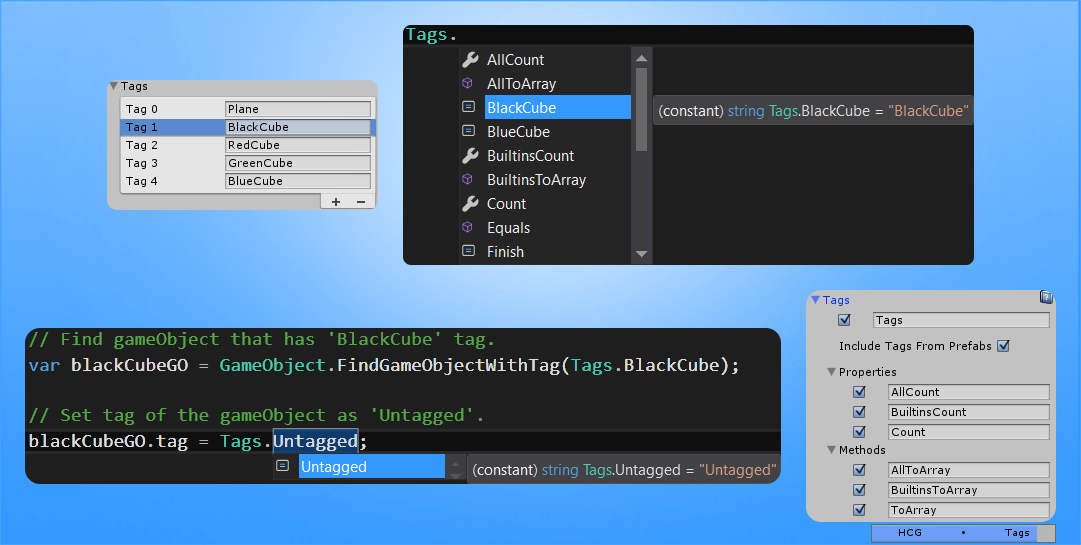 Tags
Tag 0 Plane
Tag 1 BlackCube
Tag 2 RedCube
Tag 3 GreenCube
Tag 4 BlueCube
+ −
Tags.
AllCount
AllToArray
BlackCube
(constant) string Tags.BlackCube = "BlackCube"
BlueCube
BuiltinsCount
BuiltinsToArray
Count
Equals
Finish
// Find gameObject that has 'BlackCube' tag.
var blackCubeGO = GameObject.FindGameObjectWithTag(Tags.BlackCube);
// Set tag of the gameObject as 'Untagged'.
blackCubeGO.tag = Tags.Untagged;
Untagged
(constant) string Tags.Untagged = "Untagged"
Tags
Tags
Include Tags From Prefabs
Properties
AllCount
BuiltinsCount
Count
Methods
AllToArray
BuiltinsToArray
ToArray
HCG • Tags